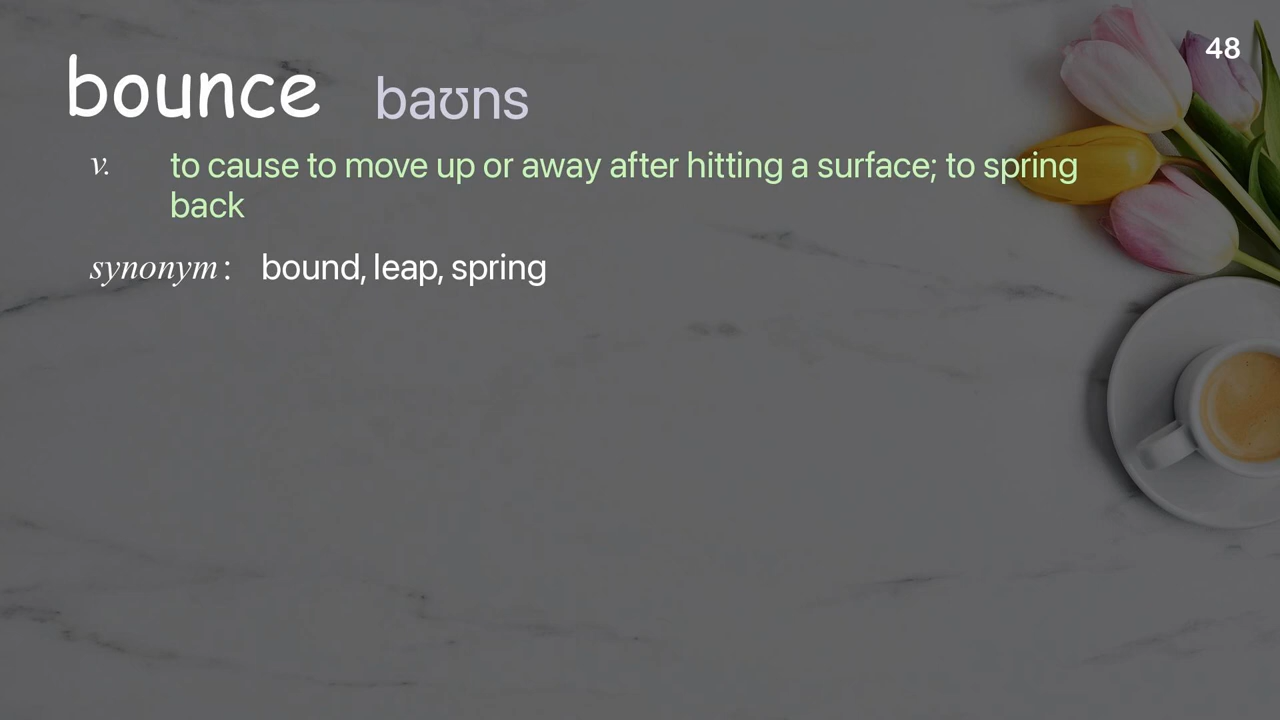 48
bounce baʊns
v. to cause to move up or away after hitting a surface; to spring
back
synonym: bound, leap, spring